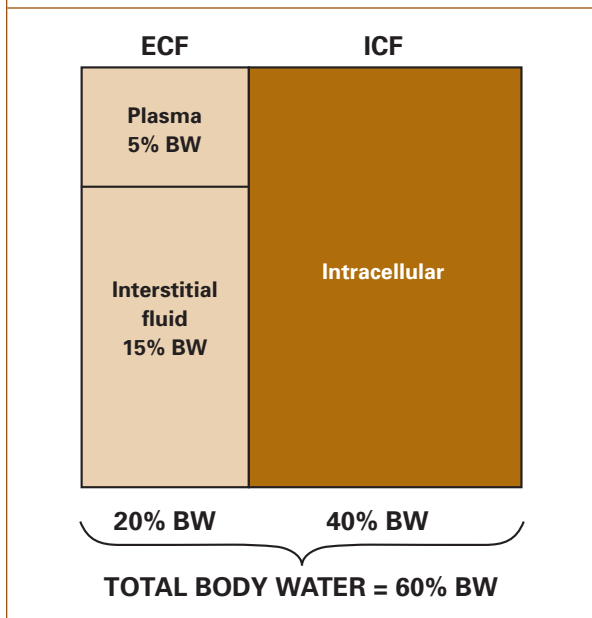 ECF
ICF
Plasma
5% BW
Interstitial
fluid
15% BW
Intracellular
20% BW
40% BW
TOTAL BODY WATER = 60% BW